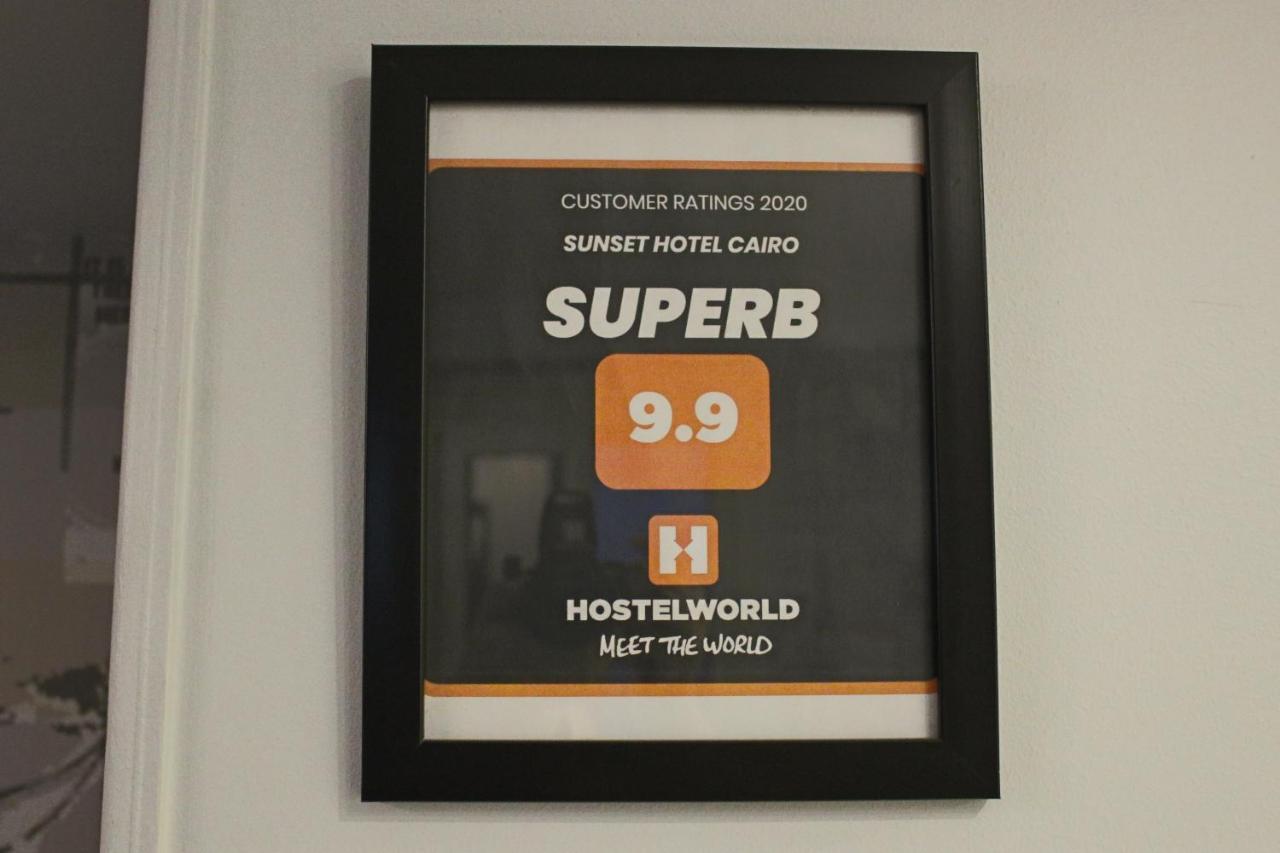 CUSTOMER RATINGS 2020
SUNSET HOTEL CAIRO
SUPERB
9.9
H
HOSTELWORLD
MEET THE WORLD